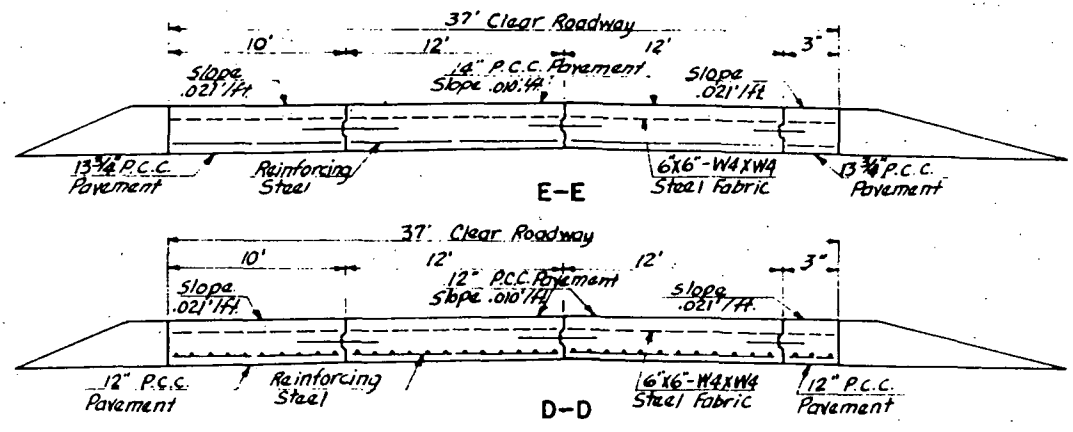 37' Clear Roadway
10' 12' 12' 3"
Slope
.021'/ft.
14" P.C.C. Pavement
Slope .010'/ft.
Slope
.021'/ft
13 3/4" P.C.C.
Pavement
Reinforcing
Steel
6"X6"-W4XW4
Steel Fabric
13 3/4" P.C.C.
Pavement
E-E
37' Clear Roadway
10' 12' 12' 3"
Slope
.021'/ft.
12" P.C.C. Pavement
Slope .010'/ft
Slope
.021'/ft.
12" P.C.C.
Pavement
Reinforcing
Steel
6"X6"-W4XW4
Steel Fabric
12" P.C.C.
Pavement
D-D